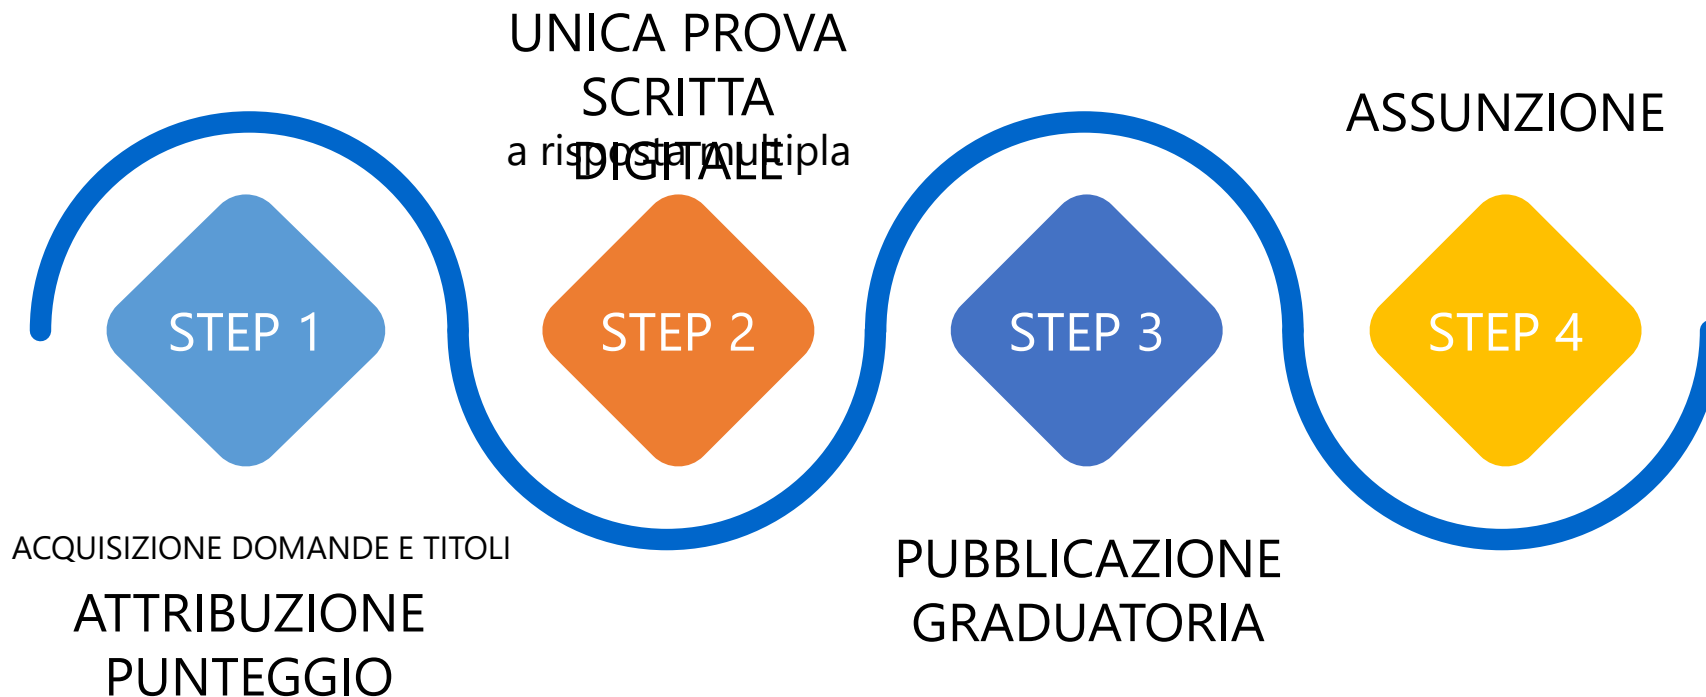 UNICA PROVA
SCRITTA
DIGITALE
a risposta multipla
ASSUNZIONE
STEP 1
STEP 2
STEP 3
STEP 4
ACQUISIZIONE DOMANDE E TITOLI
ATTRIBUZIONE
PUNTEGGIO
PUBBLICAZIONE
GRADUATORIA